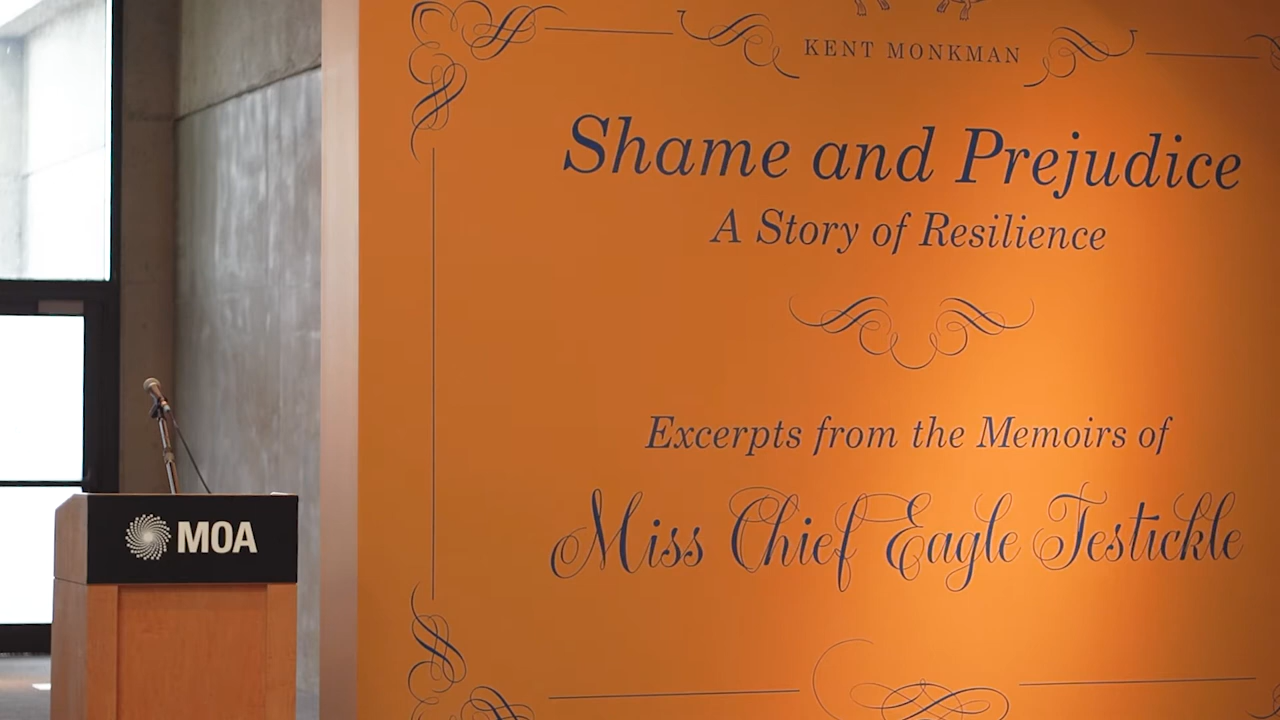 KENT MONKMAN
Shame and Prejudice
A Story of Resilience
Excerpts from the Memoirs of
Miss Chief Eagle Testickle
MOA